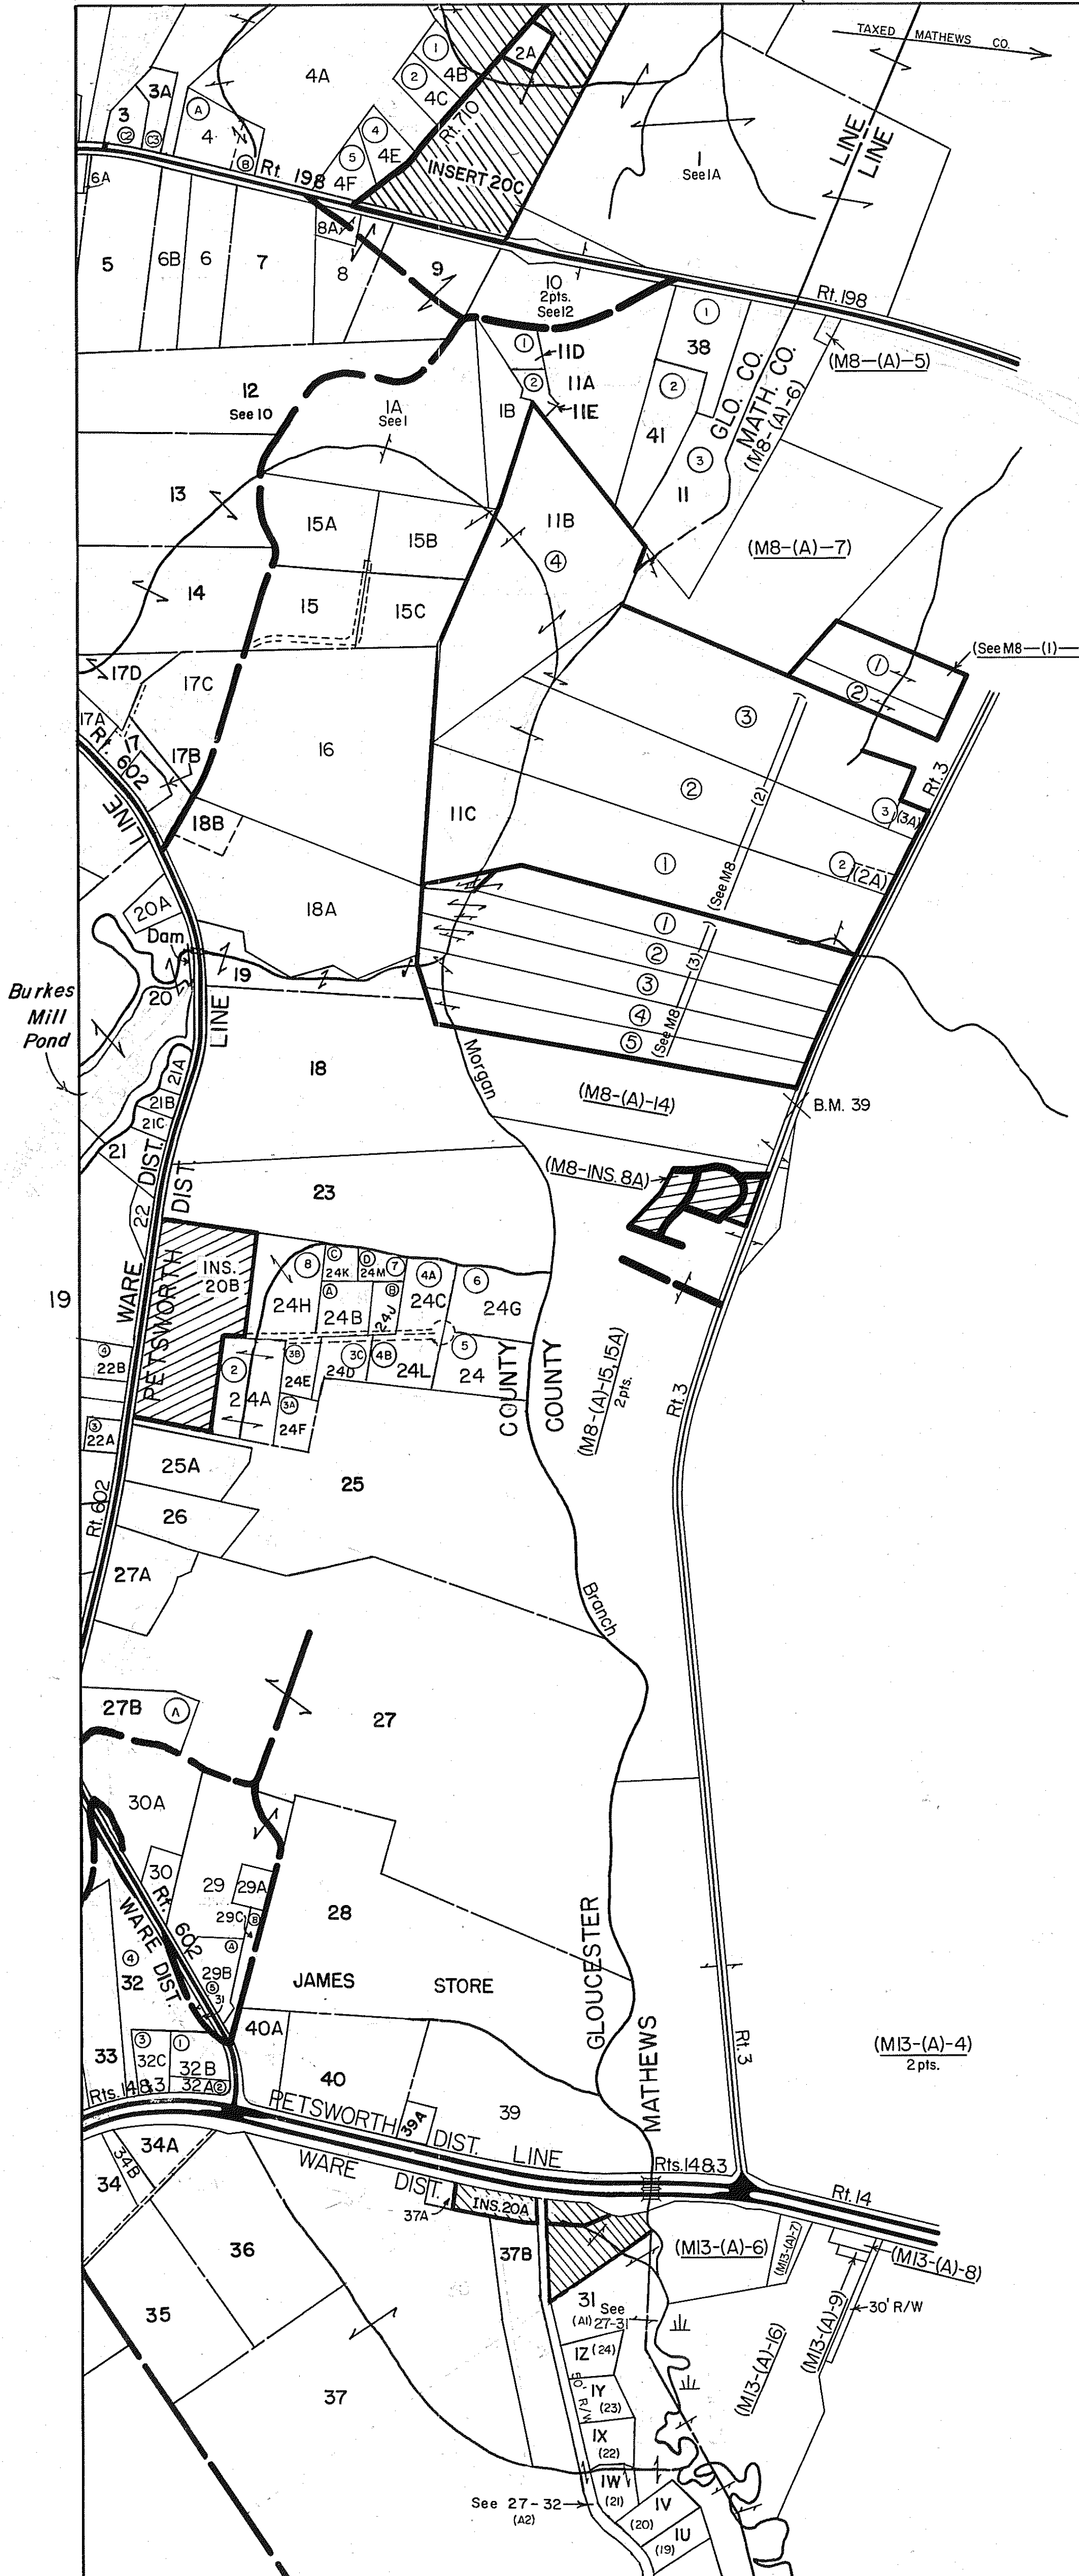 TAXED MATHEWS CO.
4A
1
4B
2
4C
2A
3A
3
C2
C3
A
4
B
4
4E
5
4F
Rt. 710
INSERT 20C
Rt. 198
LINE
LINE
1
See 1A
6A
5
6B
6
7
8A
8
9
10
2pts.
See 12
Rt. 198
1
38
1
11D
2
11A
11E
2
41
3
11
GLO. CO.
MATH. CO.
(M8-(A)-6)
(M8-(A)-5)
12
See 10
1A
See 1
1B
13
15A
15B
11B
4
(M8-(A)-7)
14
15
15C
17D
17C
1
2
(See M8-(1)-
17A
17
Rt. 602
17B
16
3
2
(2)
3
(3A)
Rt. 3
LINE
18B
11C
1
2
(2A)
(See M8
20A
18A
Dam
1
2
3
4
5
(3)
(See M8
19
20
Burkes
Mill
Pond
LINE
18
Morgan
21A
21B
21C
21
(M8-(A)-14)
B.M. 39
22
DIST.
DIST.
23
(M8-INS. 8A)
INS.
20B
8
C
24K
D
24M
7
4A
6
24H
A
24B
B
24J
24C
24G
19
WARE
PETSWORTH
2
24A
3B
24E
3C
24D
4B
24L
5
24
3A
24F
4
22B
3
22A
COUNTY
COUNTY
(M8-(A)-15,15A)
2pts.
Rt. 3
25A
25
Rt. 602
26
27A
Branch
27B
A
27
30A
30
29
29A
29C
B
28
Rt. 602
WARE DIST.
4
32
A
29B
5
31
JAMES STORE
GLOUCESTER
MATHEWS
Rt. 3
(M13-(A)-4)
2pts.
33
3
32C
1
32B
32A
2
40A
40
39A
39
Rts. 14&3
PETSWORTH DIST. LINE
WARE DIST.
Rts. 14&3
Rt. 14
34A
34B
34
37A
INS. 20A
37B
(M13-(A)-6)
(M13-(A)-7)
(M13-(A)-8)
(M13-(A)-9)
30' R/W
(M13-(A)-16)
36
35
37
31
See
(A1) 27-31
1Z (24)
50' R/W
1Y
(23)
1X
(22)
1W
(21)
1V
(20)
1U
(19)
See 27-32
(A2)